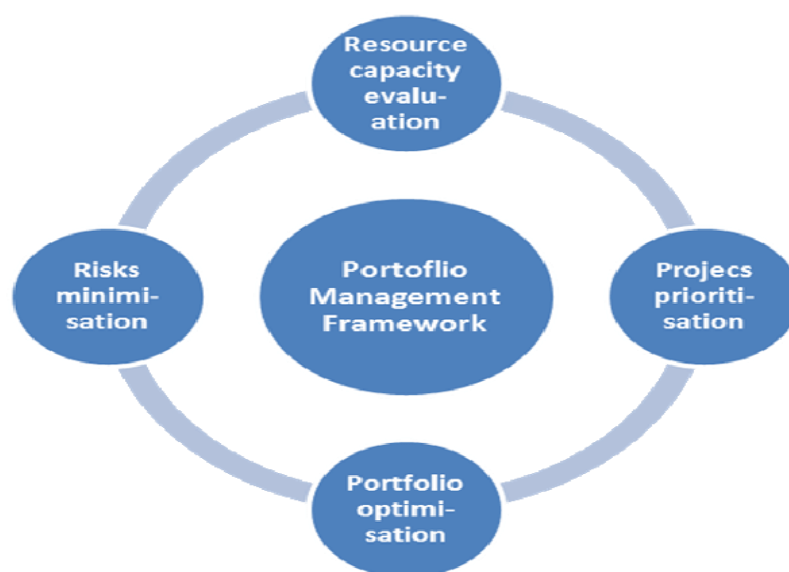 Resource
capacity
evalu-
ation
Risks
minimi-
sation
Portoflio
Management
Framework
Projecs
prioriti-
sation
Portfolio
optimi-
sation